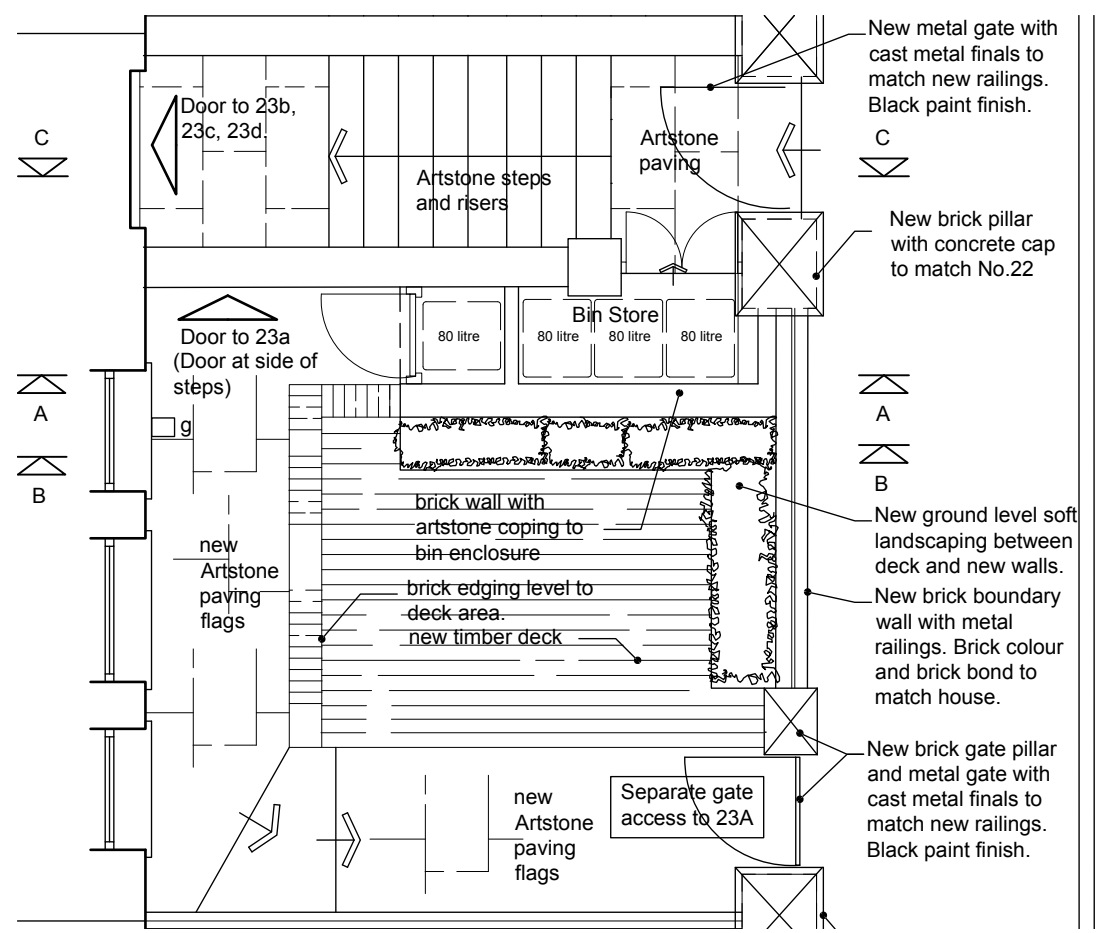 New metal gate with
cast metal finals to
match new railings.
Black paint finish.
Door to 23b,
23c, 23d.
C
C
Artstone
paving
Artstone steps
and risers
New brick pillar
with concrete cap
to match No.22
Door to 23a
(Door at side of
steps)
Bin Store
80 litre
80 litre
80 litre
80 litre
A
A
g
B
B
brick wall with
artstone coping to
bin enclosure
New ground level soft
landscaping between
deck and new walls.
new
Artstone
paving
flags
brick edging level to
deck area.
new timber deck
New brick boundary
wall with metal
railings. Brick colour
and brick bond to
match house.
New brick gate pillar
and metal gate with
cast metal finals to
match new railings.
Black paint finish.
Separate gate
access to 23A
new
Artstone
paving
flags